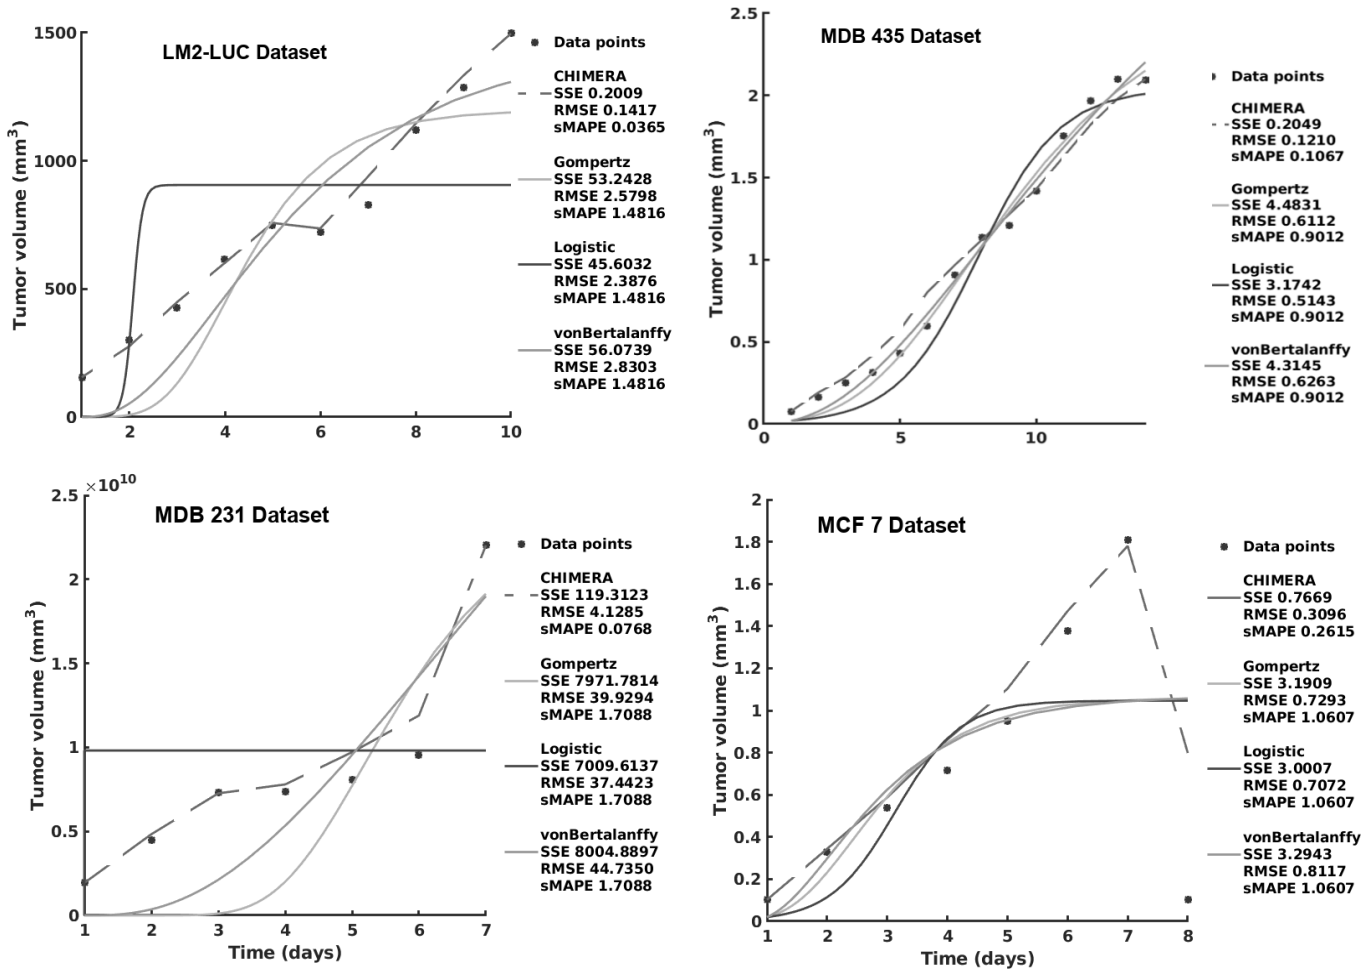 LM2-LUC Dataset
1500
1000
500
0
2
4
6
8
10
Tumor volume (mm3)
Data points
CHIMERA
SSE 0.2009
RMSE 0.1417
sMAPE 0.0365
Gompertz
SSE 53.2428
RMSE 2.5798
sMAPE 1.4816
Logistic
SSE 45.6032
RMSE 2.3876
sMAPE 1.4816
vonBertalanffy
SSE 56.0739
RMSE 2.8303
sMAPE 1.4816
MDB 435 Dataset
2.5
2
1.5
1
0.5
0
0
5
10
Tumor volume (mm3)
Data points
CHIMERA
SSE 0.2049
RMSE 0.1210
sMAPE 0.1067
Gompertz
SSE 4.4831
RMSE 0.6112
sMAPE 0.9012
Logistic
SSE 3.1742
RMSE 0.5143
sMAPE 0.9012
vonBertalanffy
SSE 4.3145
RMSE 0.6263
sMAPE 0.9012
×10^10
MDB 231 Dataset
2.5
2
1.5
1
0.5
0
1
2
3
4
5
6
7
Tumor volume (mm3)
Time (days)
Data points
CHIMERA
SSE 119.3123
RMSE 4.1285
sMAPE 0.0768
Gompertz
SSE 7971.7814
RMSE 39.9294
sMAPE 1.7088
Logistic
SSE 7009.6137
RMSE 37.4423
sMAPE 1.7088
vonBertalanffy
SSE 8004.8897
RMSE 44.7350
sMAPE 1.7088
MCF 7 Dataset
2
1.8
1.6
1.4
1.2
1
0.8
0.6
0.4
0.2
0
1
2
3
4
5
6
7
8
Tumor volume (mm3)
Time (days)
Data points
CHIMERA
SSE 0.7669
RMSE 0.3096
sMAPE 0.2615
Gompertz
SSE 3.1909
RMSE 0.7293
sMAPE 1.0607
Logistic
SSE 3.0007
RMSE 0.7072
sMAPE 1.0607
vonBertalanffy
SSE 3.2943
RMSE 0.8117
sMAPE 1.0607